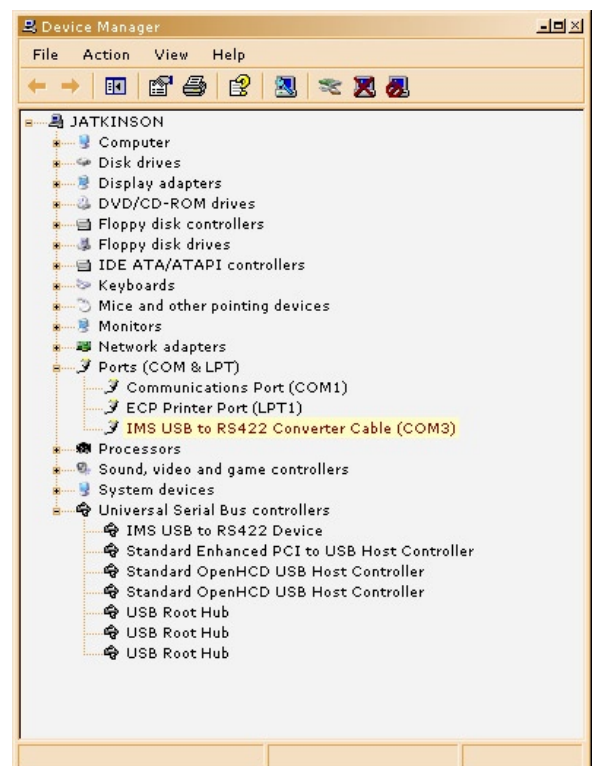 Device Manager
File Action View Help
JATKINSON
Computer
Disk drives
Display adapters
DVD/CD-ROM drives
Floppy disk controllers
Floppy disk drives
IDE ATA/ATAPI controllers
Keyboards
Mice and other pointing devices
Monitors
Network adapters
Ports (COM & LPT)
Communications Port (COM1)
ECP Printer Port (LPT1)
IMS USB to RS422 Converter Cable (COM3)
Processors
Sound, video and game controllers
System devices
Universal Serial Bus controllers
IMS USB to RS422 Device
Standard Enhanced PCI to USB Host Controller
Standard OpenHCD USB Host Controller
Standard OpenHCD USB Host Controller
USB Root Hub
USB Root Hub
USB Root Hub